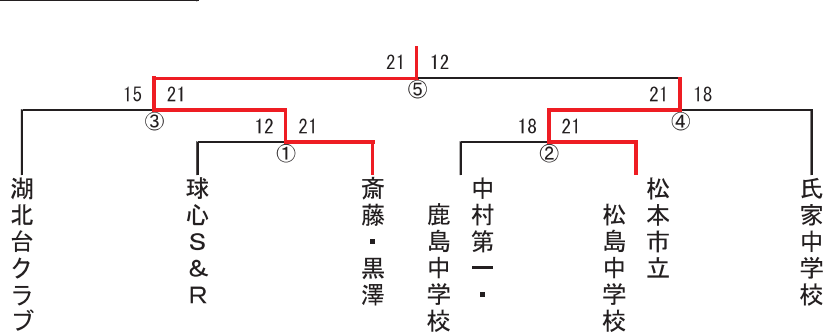 21 12
⑤
15 21
③
21 18
④
12 21
①
18 21
②
湖北台クラブ
球心S&R
斎藤・黒澤
中村第一・
鹿島中学校
松本市立
松島中学校
氏家中学校